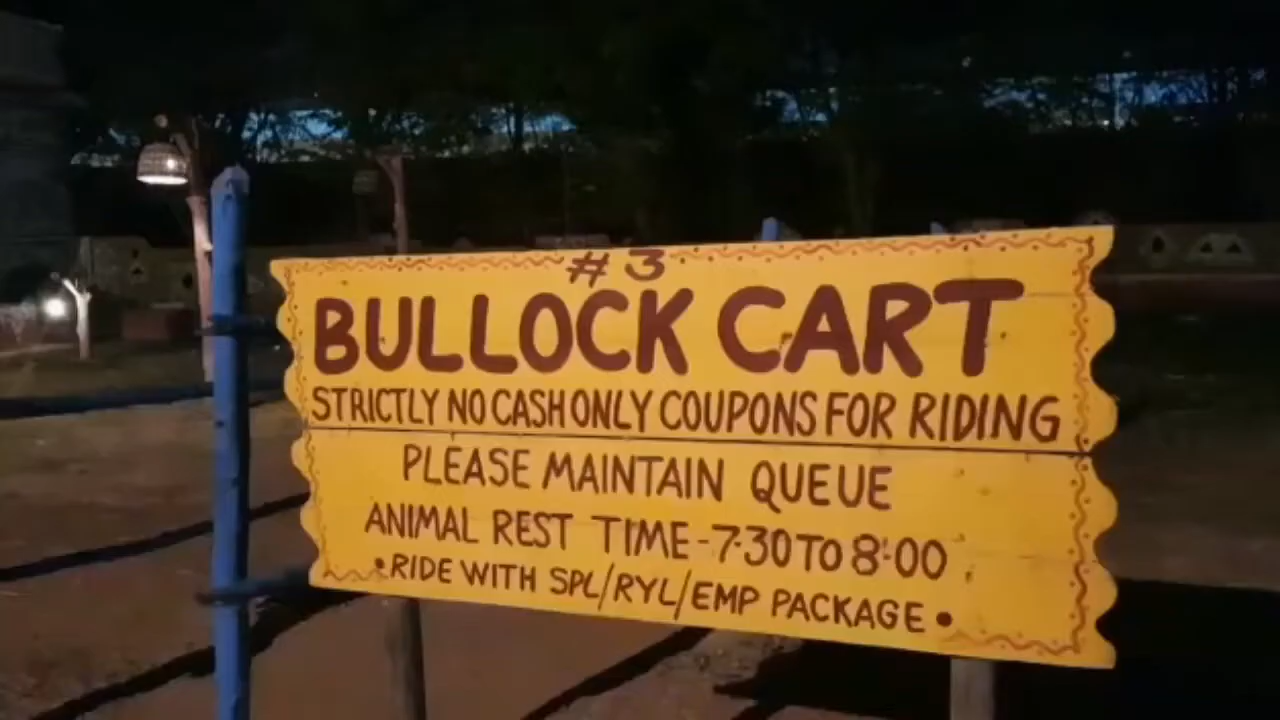 # 3
BULLOCK CART
STRICTLY NO CASH ONLY COUPONS FOR RIDING
PLEASE MAINTAIN QUEUE
ANIMAL REST TIME - 7:30 TO 8:00
• RIDE WITH SPL/RYL/EMP PACKAGE •